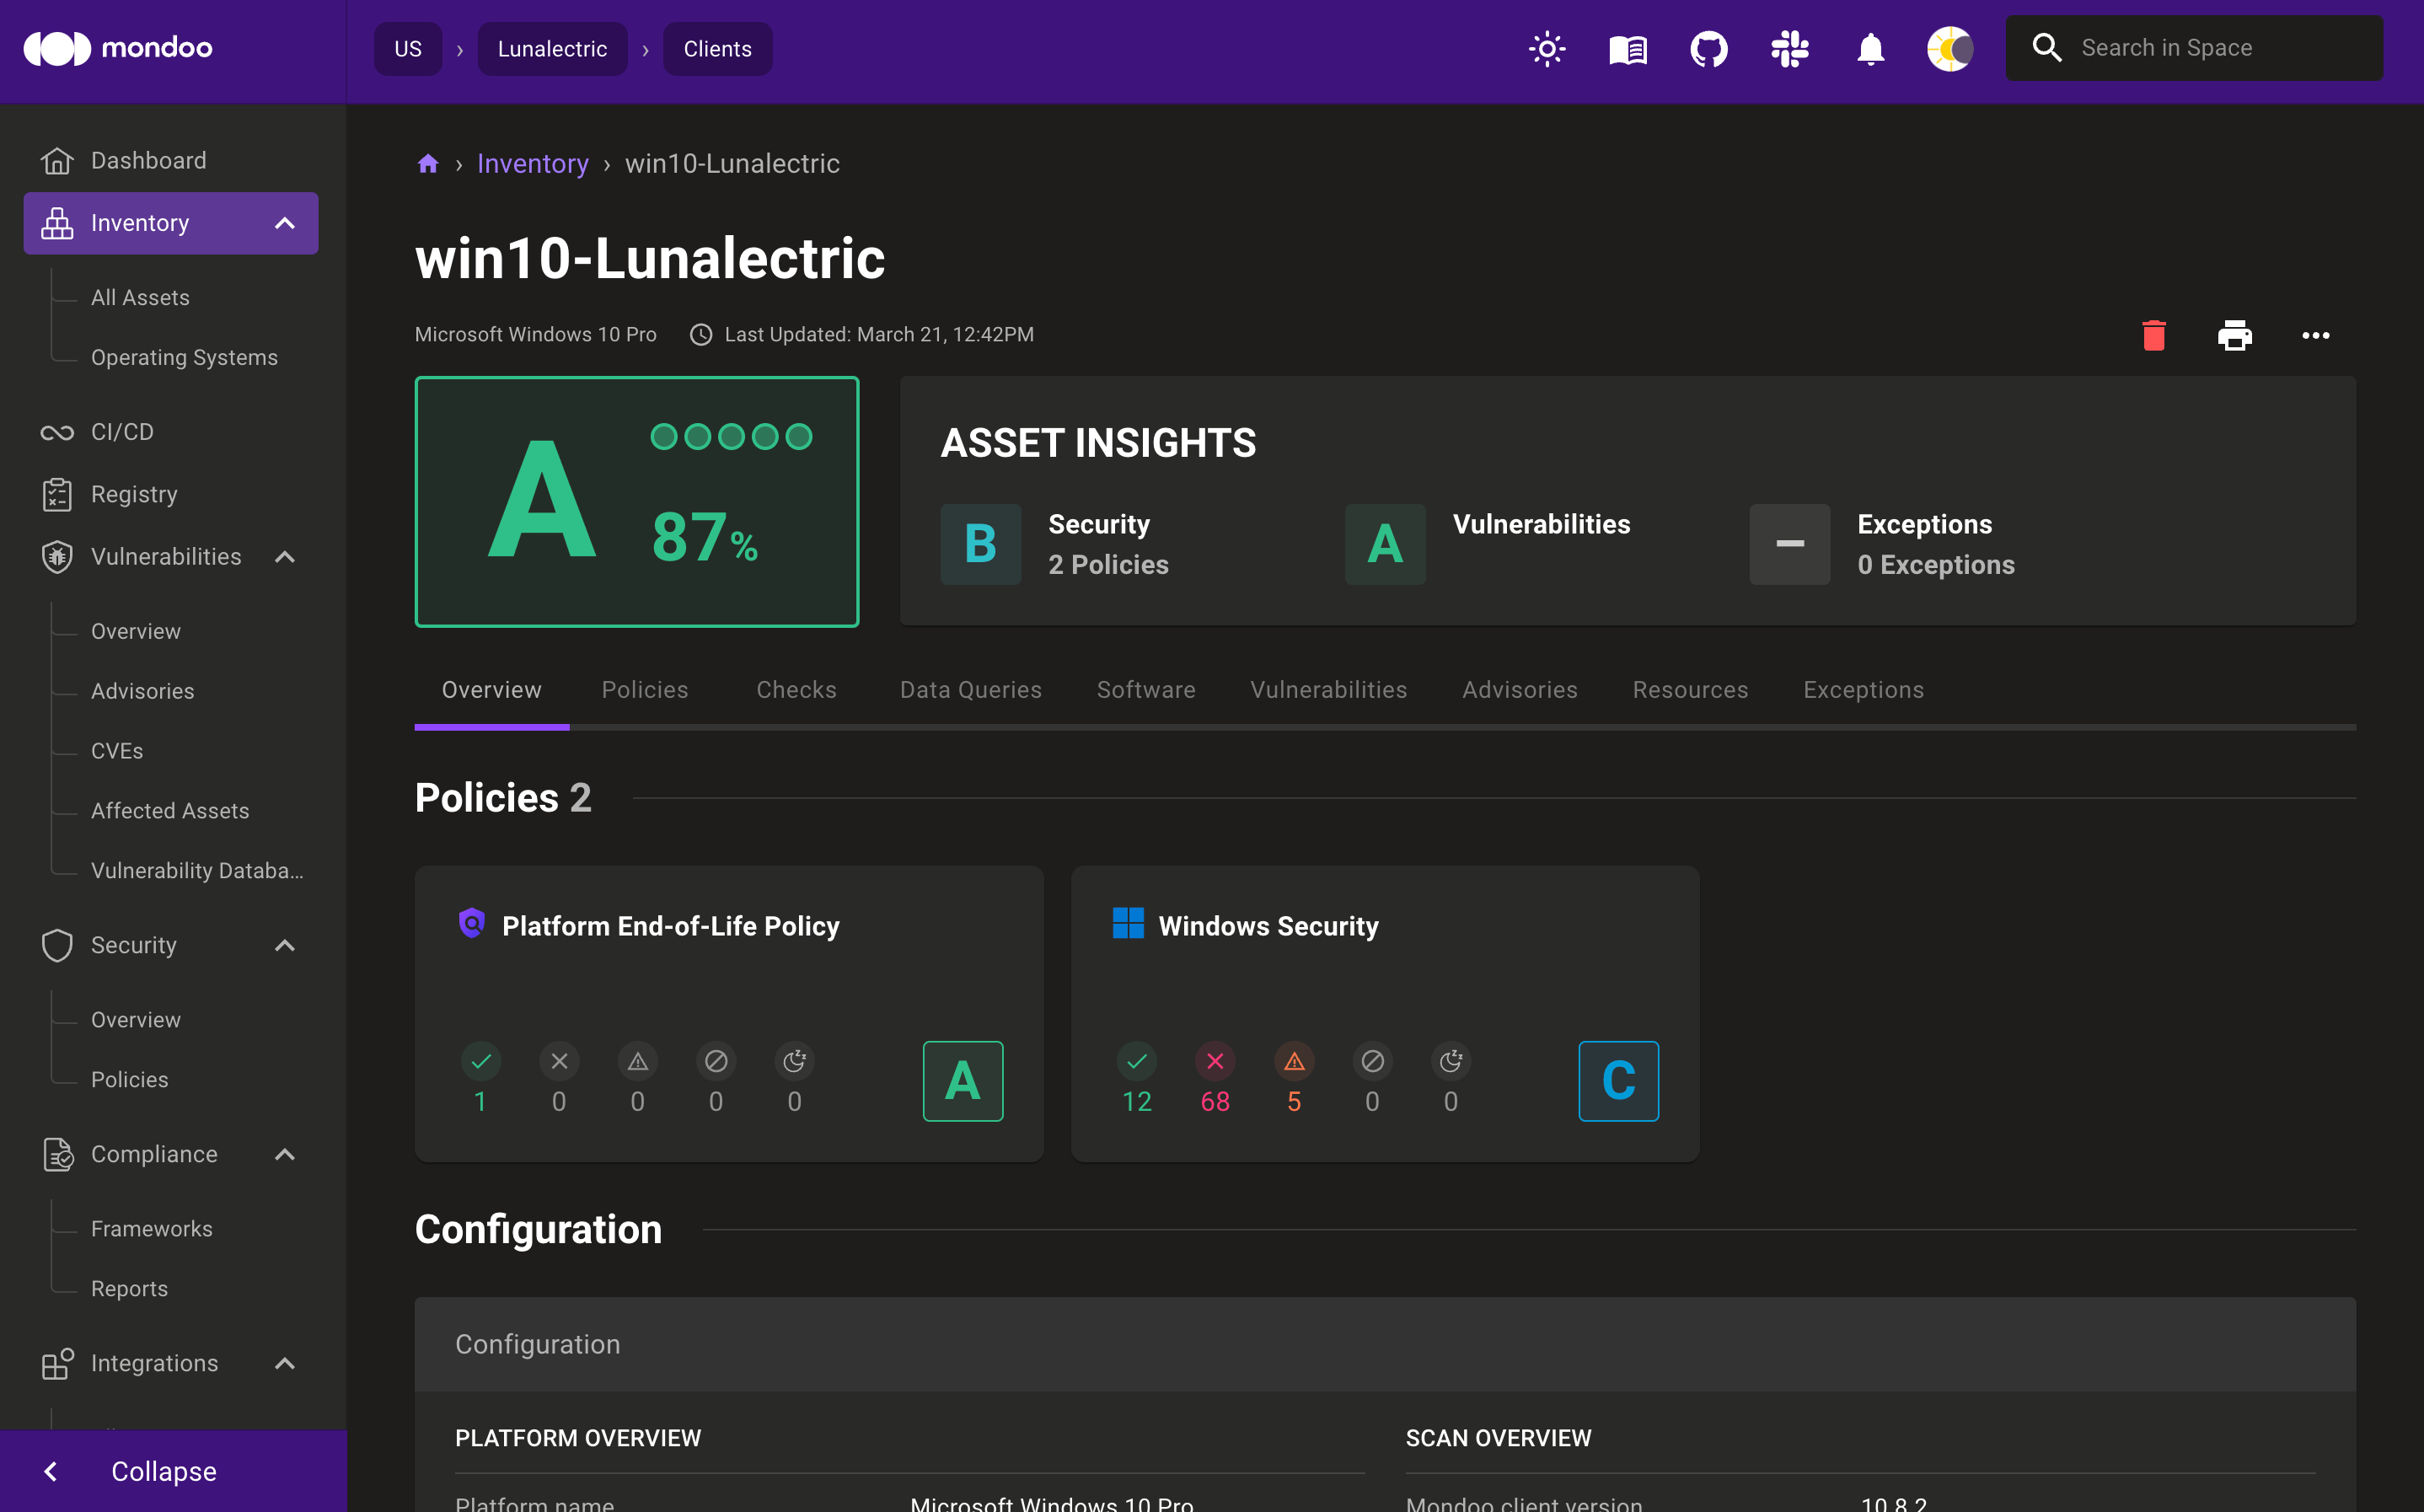 mondoo
US › Lunalectric › Clients
Search in Space
Dashboard
Inventory
All Assets
Operating Systems
CI/CD
Registry
Vulnerabilities
Overview
Advisories
CVEs
Affected Assets
Vulnerability Databa...
Security
Overview
Policies
Compliance
Frameworks
Reports
Integrations
Collapse
› Inventory › win10-Lunalectric
win10-Lunalectric
Microsoft Windows 10 Pro Last Updated: March 21, 12:42PM
A 87%
ASSET INSIGHTS
B Security 2 Policies
A Vulnerabilities
– Exceptions 0 Exceptions
Overview Policies Checks Data Queries Software Vulnerabilities Advisories Resources Exceptions
Policies 2
Platform End-of-Life Policy
1 0 0 0 0 A
Windows Security
12 68 5 0 0 C
Configuration
Configuration
PLATFORM OVERVIEW
Platform name Microsoft Windows 10 Pro
SCAN OVERVIEW
Mondoo client version 10.8.2